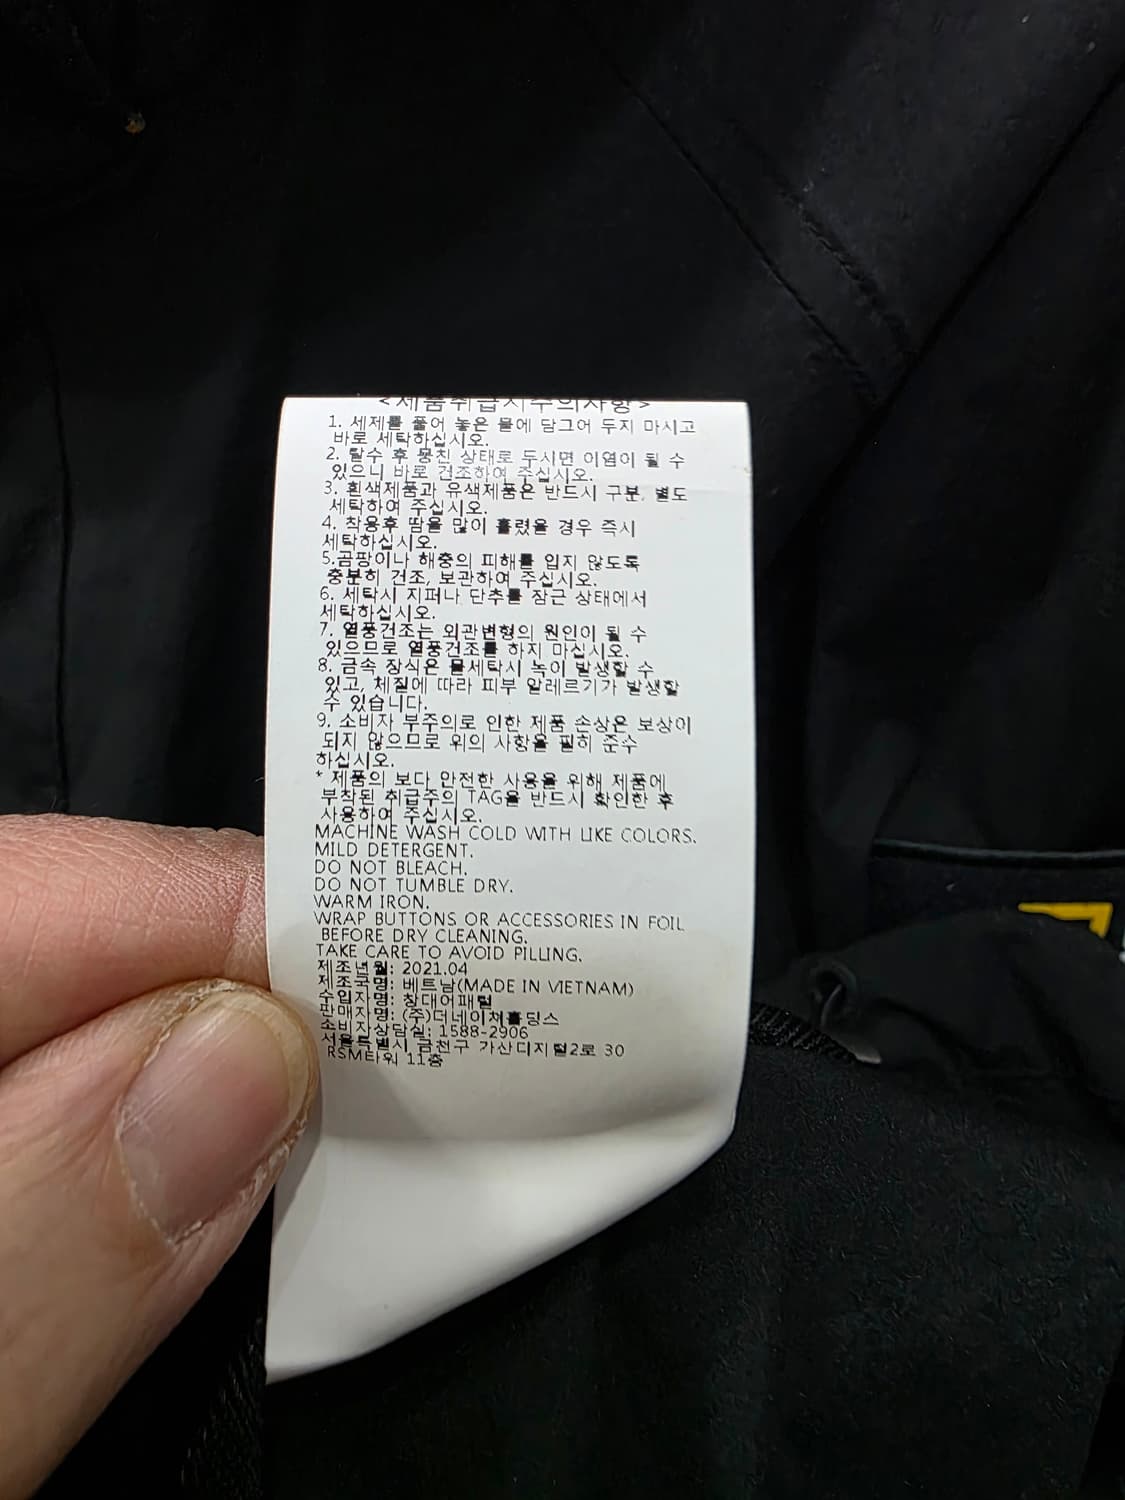 <제품취급시주의사항>
1. 세제를 풀어 놓은 물에 담그어 두지 마시고
바로 세탁하십시오.
2. 탈수 후 뭉친 상태로 두시면 이염이 될 수
있으니 바로 건조하여 주십시오.
3. 흰색제품과 유색제품은 반드시 구분, 별도
세탁하여 주십시오.
4. 착용후 땀을 많이 흘렸을 경우 즉시
세탁하십시오.
5.곰팡이나 해충의 피해를 입지 않도록
충분히 건조, 보관하여 주십시오.
6. 세탁시 지퍼나 단추를 잠근 상태에서
세탁하십시오.
7. 열풍건조는 외관변형의 원인이 될 수
있으므로 열풍건조를 하지 마십시오.
8. 금속 장식은 물세탁시 녹이 발생할 수
있고, 체질에 따라 피부 알레르기가 발생할
수 있습니다.
9. 소비자 부주의로 인한 제품 손상은 보상이
되지 않으므로 위의 사항을 필히 준수
하십시오.
* 제품의 보다 안전한 사용을 위해 제품에
부착된 취급주의 TAG을 반드시 확인한 후
사용하여 주십시오.
MACHINE WASH COLD WITH LIKE COLORS.
MILD DETERGENT.
DO NOT BLEACH.
DO NOT TUMBLE DRY.
WARM IRON.
WRAP BUTTONS OR ACCESSORIES IN FOIL
BEFORE DRY CLEANING.
TAKE CARE TO AVOID PILLING.
제조년월: 2021.04
제조국명: 베트남(MADE IN VIETNAM)
수입자명: 창대어패럴
판매자명: (주)더네이쳐홀딩스
소비자상담실: 1588-2906
서울특별시 금천구 가산디지털2로 30
RSM타워 11층